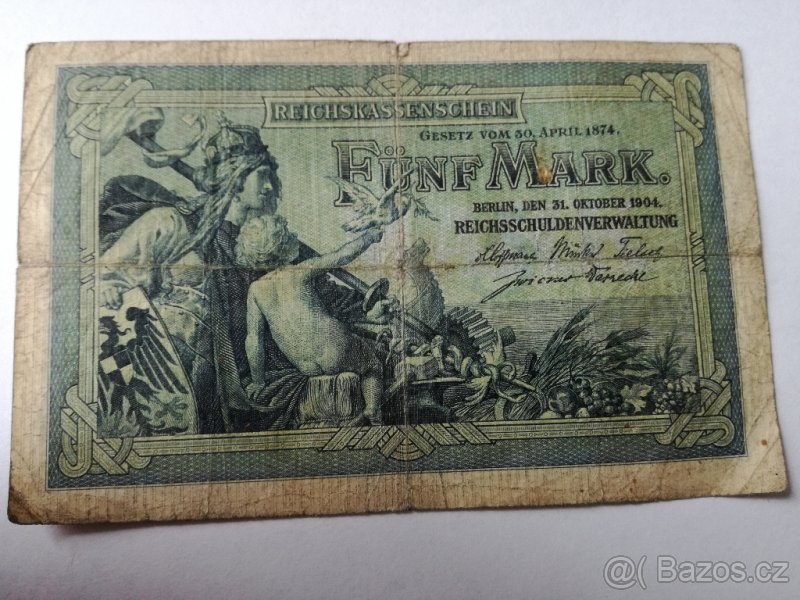 REICHSKASSENSCHEIN
GESETZ VOM 30. APRIL 1874.
FÜNF MARK.
BERLIN, DEN 31. OKTOBER 1904.
REICHSSCHULDENVERWALTUNG
@( Bazos.cz